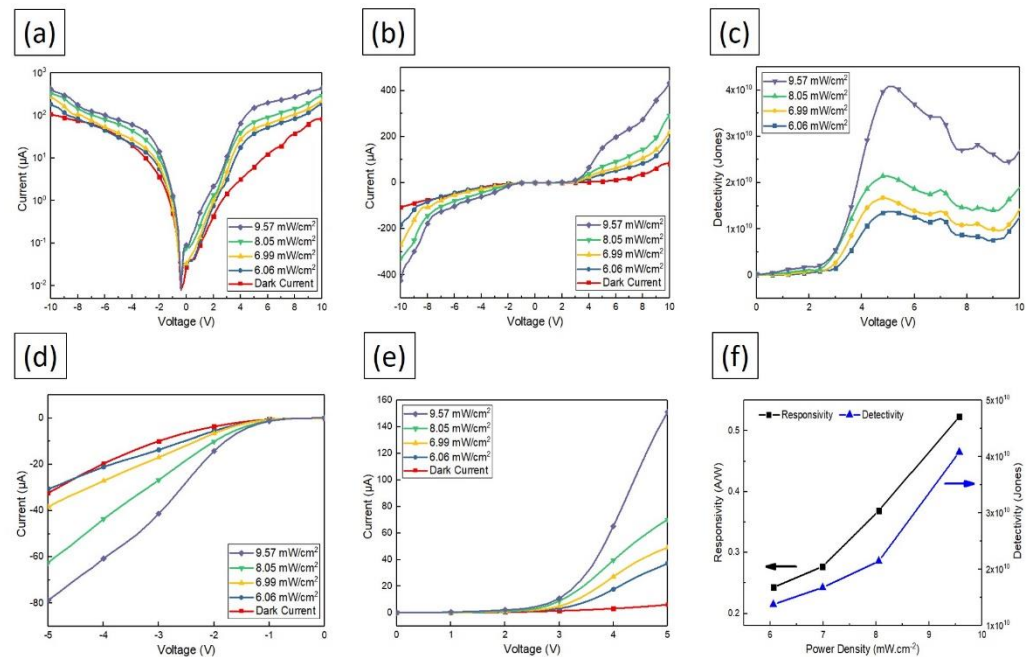 (a)
(b)
(c)
10³
10²
10¹
10⁰
10⁻¹
10⁻²
Current (µA)
-10 -8 -6 -4 -2 0 2 4 6 8 10
Voltage (V)
9.57 mW/cm²
8.05 mW/cm²
6.99 mW/cm²
6.06 mW/cm²
Dark Current
400
200
0
-200
-400
Current (µA)
-10 -8 -6 -4 -2 0 2 4 6 8 10
Voltage (V)
9.57 mW/cm²
8.05 mW/cm²
6.99 mW/cm²
6.06 mW/cm²
Dark Current
9.57 mW/cm²
8.05 mW/cm²
6.99 mW/cm²
6.06 mW/cm²
4x10¹⁰
3x10¹⁰
2x10¹⁰
1x10¹⁰
0
Detectivity (Jones)
0 2 4 6 8 10
Voltage (V)
(d)
(e)
(f)
0
-20
-40
-60
-80
Current (µA)
-5 -4 -3 -2 -1 0
Voltage (V)
9.57 mW/cm²
8.05 mW/cm²
6.99 mW/cm²
6.06 mW/cm²
Dark Current
160
140
120
100
80
60
40
20
0
Current (µA)
0 1 2 3 4 5
Voltage (V)
9.57 mW/cm²
8.05 mW/cm²
6.99 mW/cm²
6.06 mW/cm²
Dark Current
Responsivity
Detectivity
0.5
0.4
0.3
0.2
Responsivity (A/W)
5x10¹⁰
4x10¹⁰
3x10¹⁰
2x10¹⁰
1x10¹⁰
Detectivity (Jones)
6 7 8 9 10
Power Density (mW.cm⁻²)